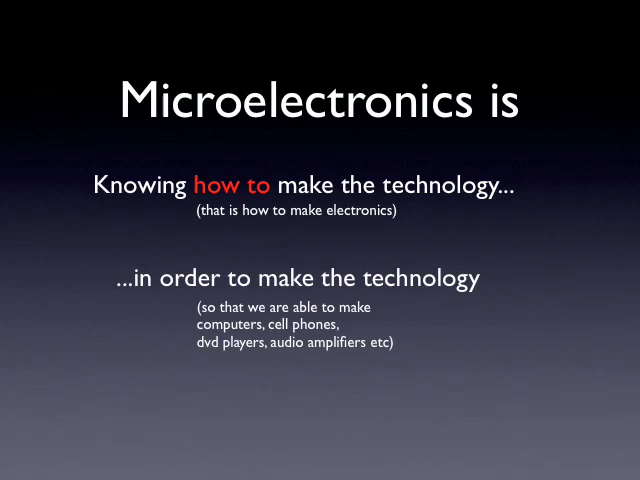 Microelectronics is
Knowing how to make the technology...
(that is how to make electronics)
...in order to make the technology
(so that we are able to make
computers, cell phones,
dvd players, audio amplifiers etc)